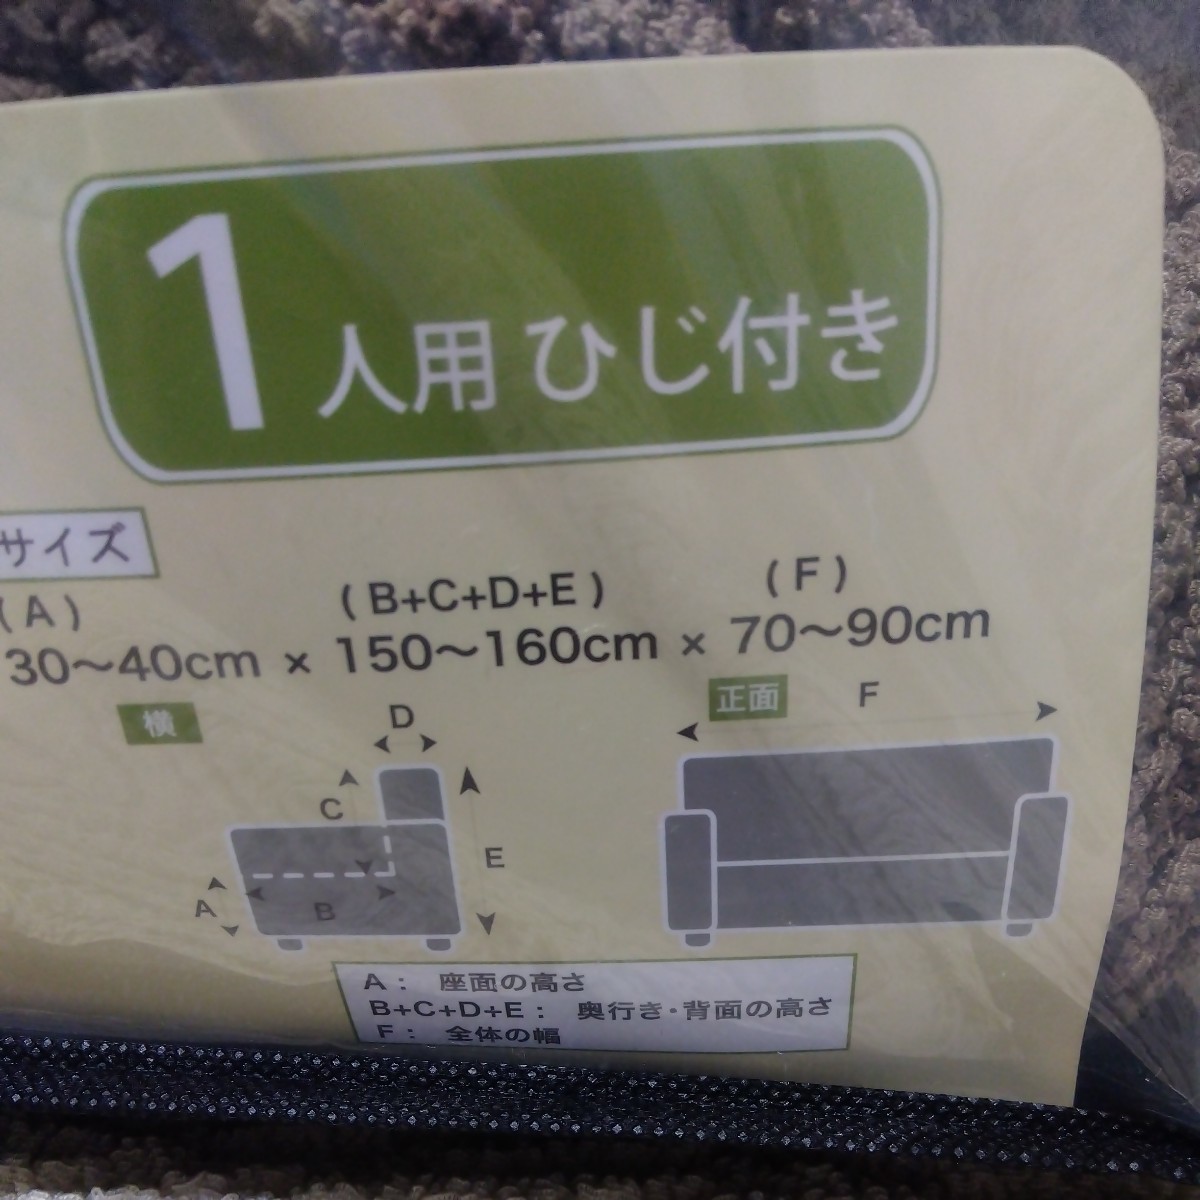 1人用 ひじ付き
サイズ
(A) (B+C+D+E) (F)
30～40cm × 150～160cm × 70～90cm
横
正面
F
D
C
E
A
B
A： 座面の高さ
B+C+D+E： 奥行き・背面の高さ
F： 全体の幅